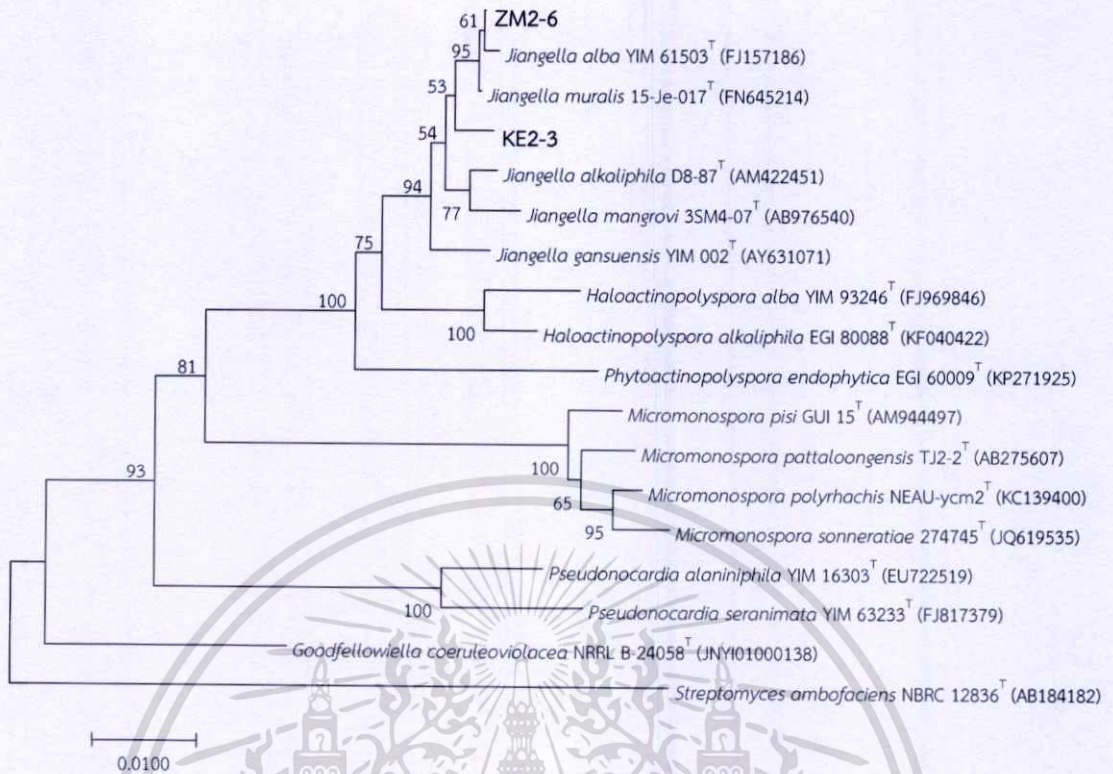 61
ZM2-6
95
Jiangella alba YIM 61503ᵀ (FJ157186)
53
Jiangella muralis 15-Je-017ᵀ (FN645214)
54
KE2-3
94
Jiangella alkaliphila D8-87ᵀ (AM422451)
77
Jiangella mangrovi 3SM4-07ᵀ (AB976540)
75
Jiangella gansuensis YIM 002ᵀ (AY631071)
100
Haloactinopolyspora alba YIM 93246ᵀ (FJ969846)
100
Haloactinopolyspora alkaliphila EGI 80088ᵀ (KF040422)
81
Phytoactinopolyspora endophytica EGI 60009ᵀ (KP271925)
Micromonospora pisi GUI 15ᵀ (AM944497)
93
100
Micromonospora pattaloongensis TJ2-2ᵀ (AB275607)
65
Micromonospora polyrhachis NEAU-ycm2ᵀ (KC139400)
95
Micromonospora sonneratiae 274745ᵀ (JQ619535)
Pseudonocardia alaniniphila YIM 16303ᵀ (EU722519)
100
Pseudonocardia seranimata YIM 63233ᵀ (FJ817379)
Goodfellowiella coeruleoviolacea NRRL B-24058ᵀ (JNYI01000138)
Streptomyces ambofaciens NBRC 12836ᵀ (AB184182)
0.0100